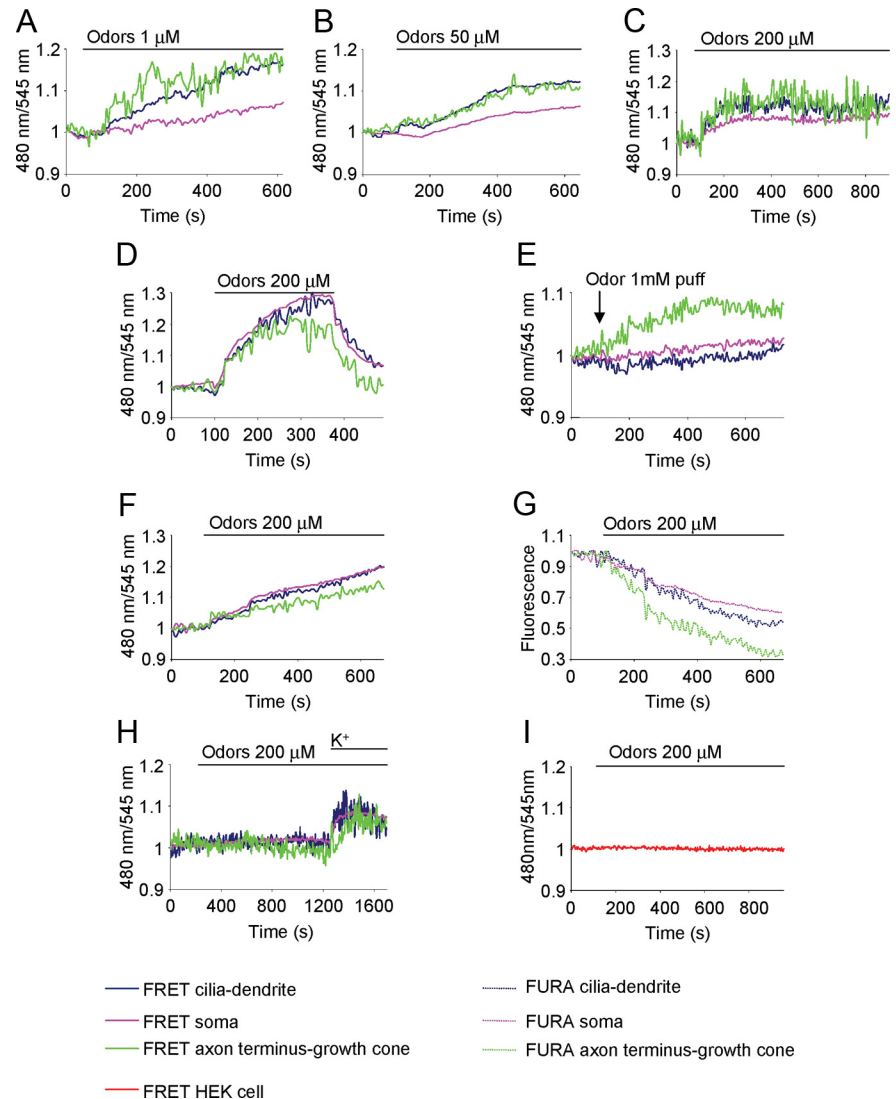 A
Odors 1 μM
480 nm/545 nm
1.2
1.1
1
0.9
0 200 400 600
Time (s)
B
Odors 50 μM
480 nm/545 nm
1.2
1.1
1
0.9
0 200 400 600
Time (s)
C
Odors 200 μM
480 nm/545 nm
1.3
1.2
1.1
1
0.9
0 200 400 600 800
Time (s)
D
Odors 200 μM
480 nm/545 nm
1.3
1.2
1.1
1
0.9
0 100 200 300 400
Time (s)
E
Odor 1mM puff
480 nm/545 nm
1.1
1
0.9
0 200 400 600
Time (s)
F
Odors 200 μM
480 nm/545 nm
1.3
1.2
1.1
1
0.9
0 200 400 600
Time (s)
G
Odors 200 μM
Fluorescence
1.1
0.9
0.7
0.5
0.3
0 200 400 600
Time (s)
H
Odors 200 μM
K⁺
480 nm/545 nm
1.2
1.1
1
0.9
0 400 800 1200 1600
Time (s)
I
Odors 200 μM
480nm/545nm
1.2
1.1
1
0.9
0 200 400 600 800
Time (s)
FRET cilia-dendrite
FRET soma
FRET axon terminus-growth cone
FRET HEK cell
FURA cilia-dendrite
FURA soma
FURA axon terminus-growth cone